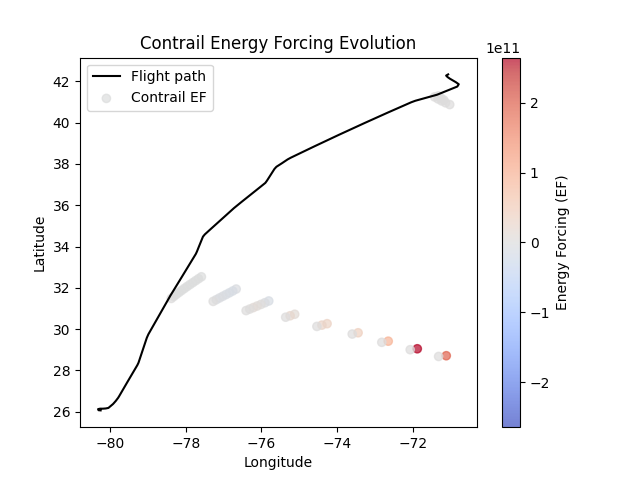 Contrail Energy Forcing Evolution
1e11
Flight path
Contrail EF
Latitude
42
40
38
36
34
32
30
28
26
−80
−78
−76
−74
−72
Longitude
2
1
0
−1
−2
Energy Forcing (EF)